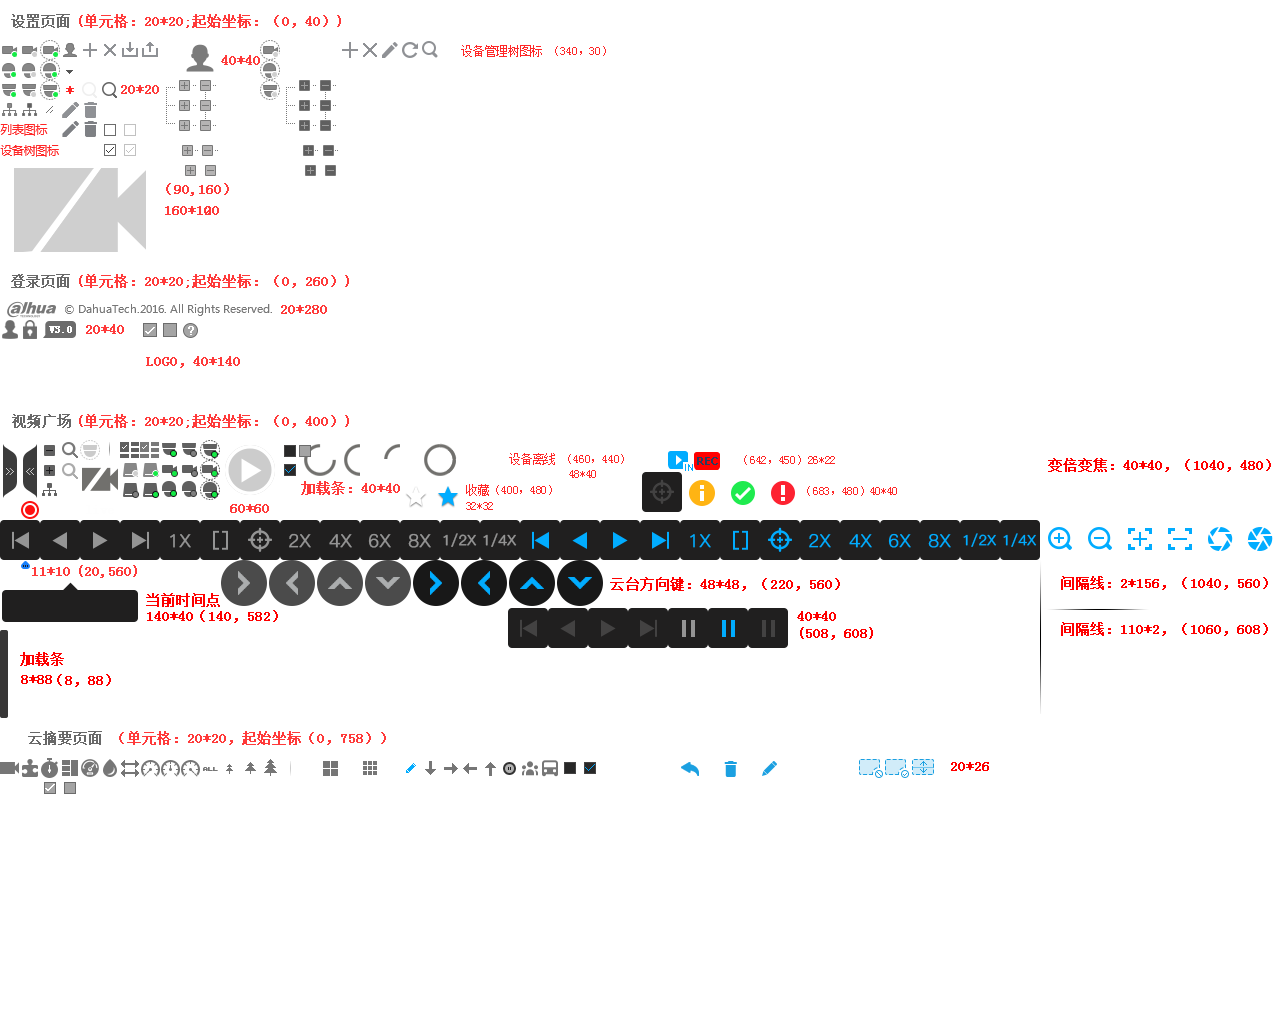 设置页面 (单元格: 20*20;起始坐标: (0, 40))
设备管理树图标 (340, 30)
40*40
20*20
列表图标
设备树图标
(90,160)
160*100
登录页面 (单元格: 20*20;起始坐标: (0, 260))
alhua TECHNOLOGY © DahuaTech.2016. All Rights Reserved. 20*280
V3.0 20*40
LOGO, 40*140
视频广场 (单元格: 20*20;起始坐标: (0, 400))
设备离线 (460, 440)
48*40
IN REC (642, 450) 26*22
变倍变焦: 40*40, (1040, 480)
加载条: 40*40
收藏 (400, 480)
32*32
(683, 480) 40*40
60*60
1X [] 2X 4X 6X 8X 1/2X 1/4X 1X [] 2X 4X 6X 8X 1/2X 1/4X
11*10 (20,560)
云台方向键: 48*48, (220, 560)
间隔线: 2*156, (1040, 560)
当前时间点
140*40 (140, 582)
40*40
(508, 608)
间隔线: 110*2, (1060, 608)
加载条
8*88 (8, 88)
云摘要页面 (单元格: 20*20, 起始坐标 (0, 758))
ALL
20*26